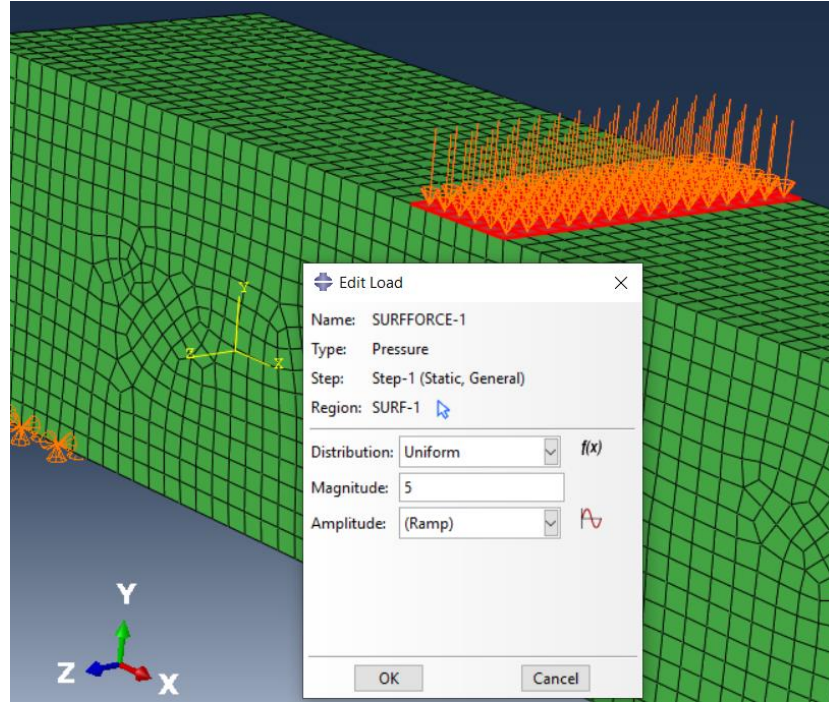 Y
Z
X
Edit Load
Name: SURFFORCE-1
Type: Pressure
Step: Step-1 (Static, General)
Region: SURF-1
Distribution: Uniform f(x)
Magnitude: 5
Amplitude: (Ramp)
OK Cancel
Y
Z X